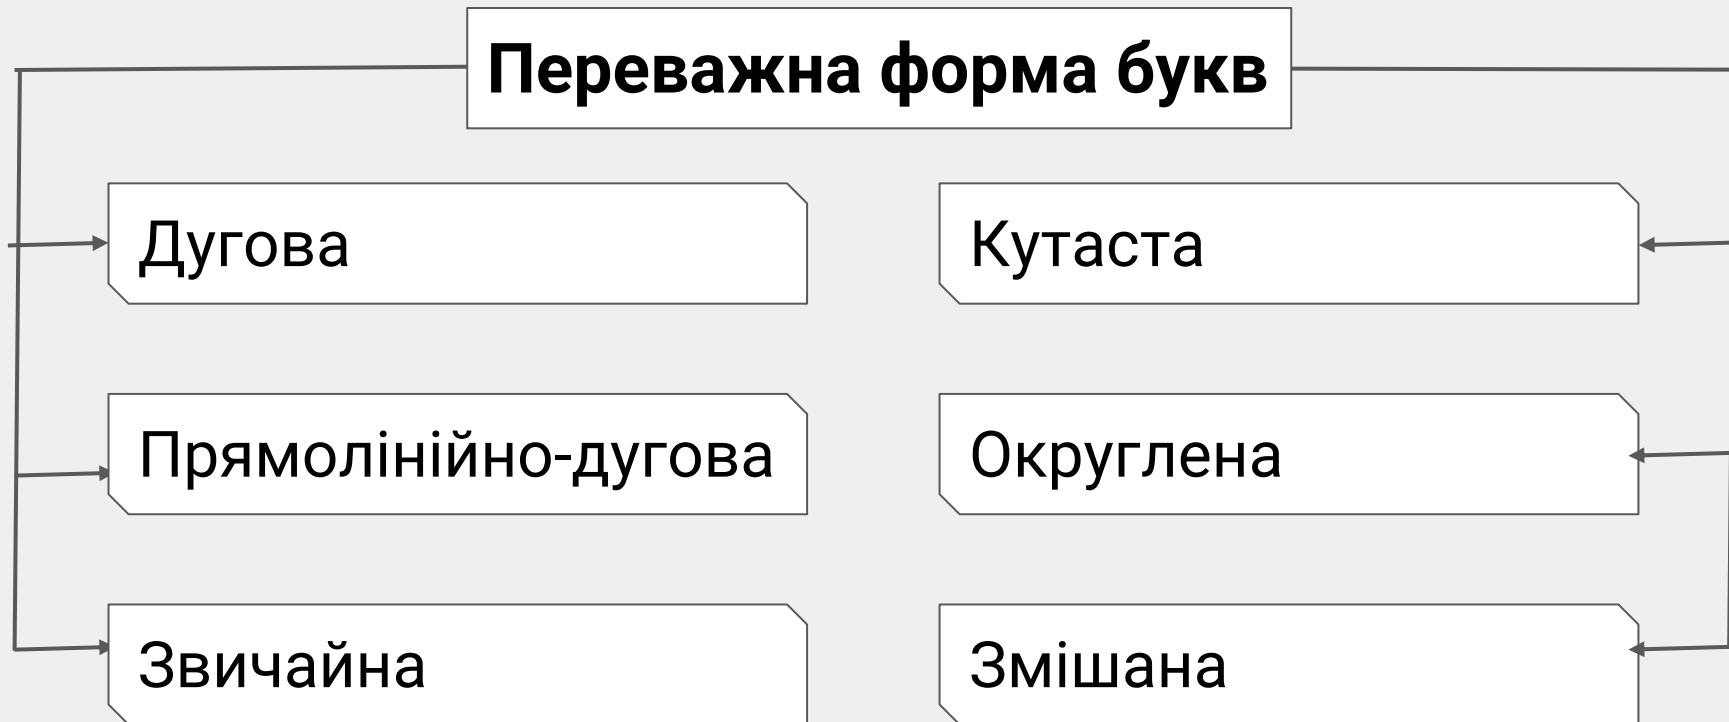 Переважна форма букв
Дугова
Кутаста
Прямолінійно-дугова
Округлена
Звичайна
Змішана